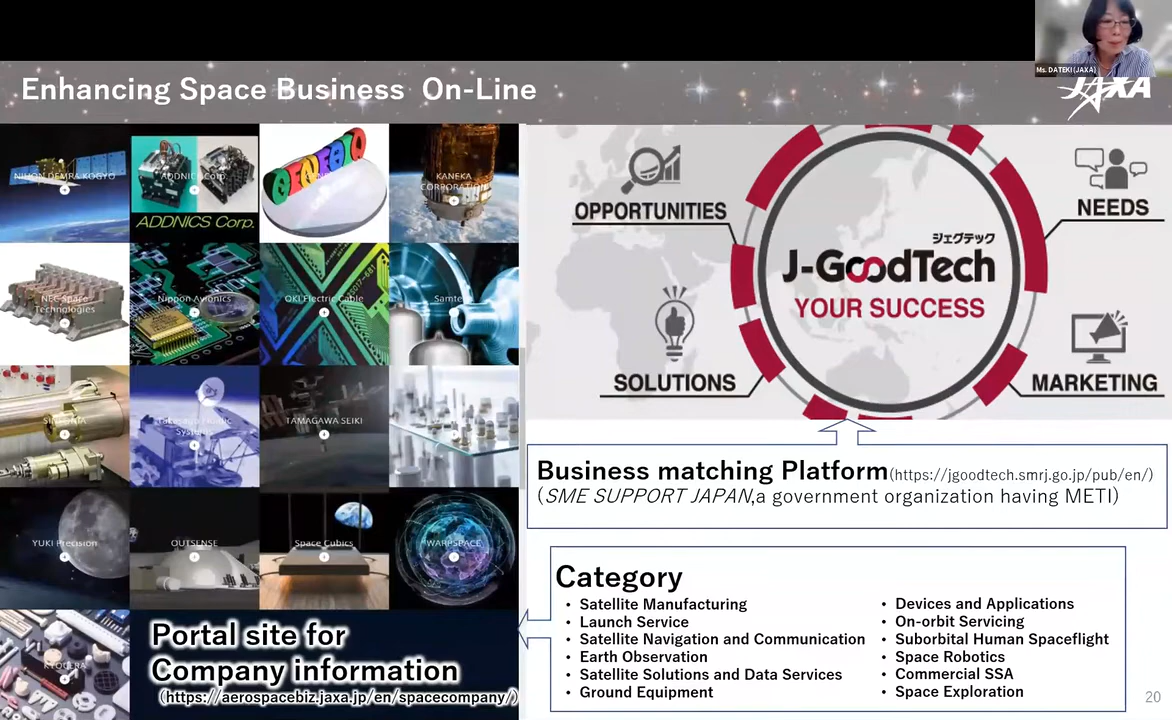 Ms. DATEKI (JAXA)
JAXA
Enhancing Space Business On-Line
NIHON DEMPA KOGYO
ADDNICS Corp.
ADDNICS Corp.
KANEKA
CORPORATION
NEC Space
Technologies
Nippon Avionics
OKI Electric Cable
Samtec
TAMAGAWA SEIKI
YUKI Precision
OUTSENSE
Space Cubics
WARPSPACE
KYOCERA
Portal site for
Company information
(https://aerospacebiz.jaxa.jp/en/spacecompany/)
OPPORTUNITIES
NEEDS
ジェグテック
J-GoodTech
YOUR SUCCESS
SOLUTIONS
MARKETING
Business matching Platform(https://jgoodtech.smrj.go.jp/pub/en/)
(SME SUPPORT JAPAN,a government organization having METI)
Category
• Satellite Manufacturing
• Launch Service
• Satellite Navigation and Communication
• Earth Observation
• Satellite Solutions and Data Services
• Ground Equipment
• Devices and Applications
• On-orbit Servicing
• Suborbital Human Spaceflight
• Space Robotics
• Commercial SSA
• Space Exploration
20